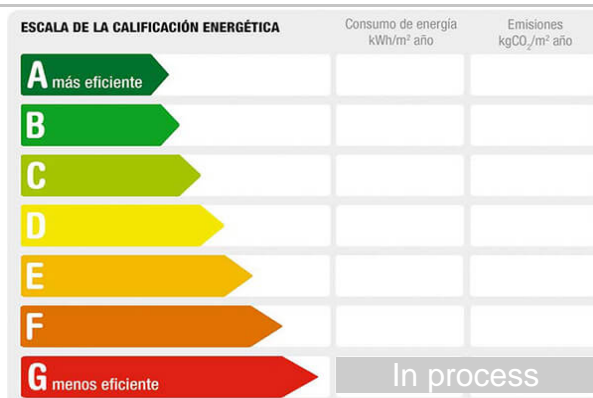 ESCALA DE LA CALIFICACIÓN ENERGÉTICA
Consumo de energía
kWh/m² año
Emisiones
kgCO₂/m² año
A más eficiente
B
C
D
E
F
G menos eficiente
In process